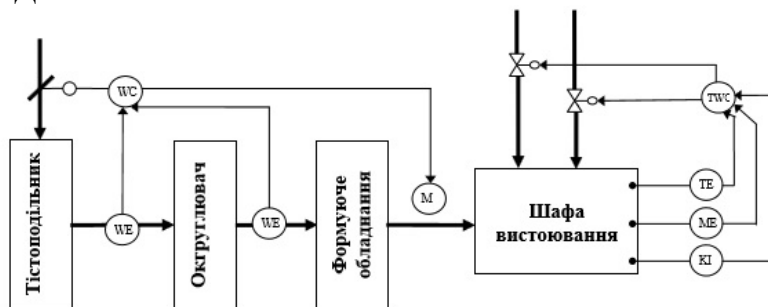 Д
WC
TWC
Тістоподільник
WE
Округлювач
WE
Формуюче
обладнання
M
Шафа
вистоювання
TE
ME
KI